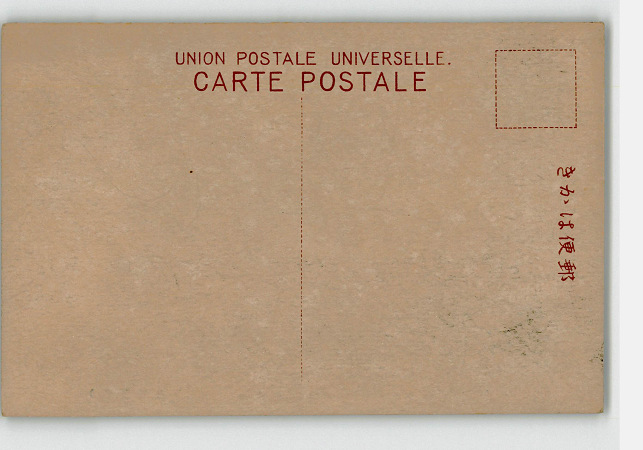 UNION POSTALE UNIVERSELLE.
CARTE POSTALE
きかは便郵